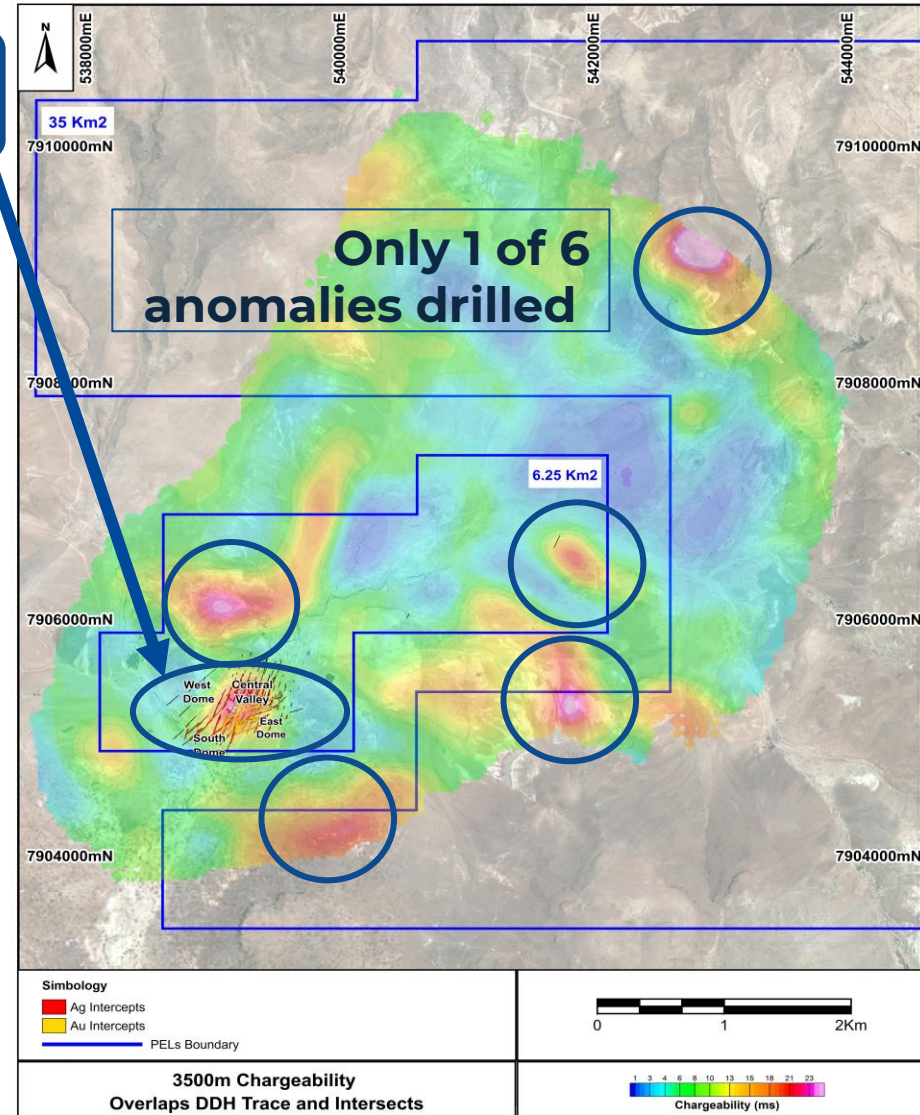 N
538000mE
540000mE
542000mE
544000mE
35 Km2
7910000mN
7910000mN
Only 1 of 6
anomalies drilled
7908000mN
7908000mN
6.25 Km2
7906000mN
7906000mN
West
Dome
Central
Valley
East
Dome
South
Dome
7904000mN
7904000mN
Simbology
Ag Intercepts
Au Intercepts
PELs Boundary
0
1
2Km
3500m Chargeability
Overlaps DDH Trace and Intersects
1 3 4 6 8 10 13 15 18 21 23
Chargeability (ms)